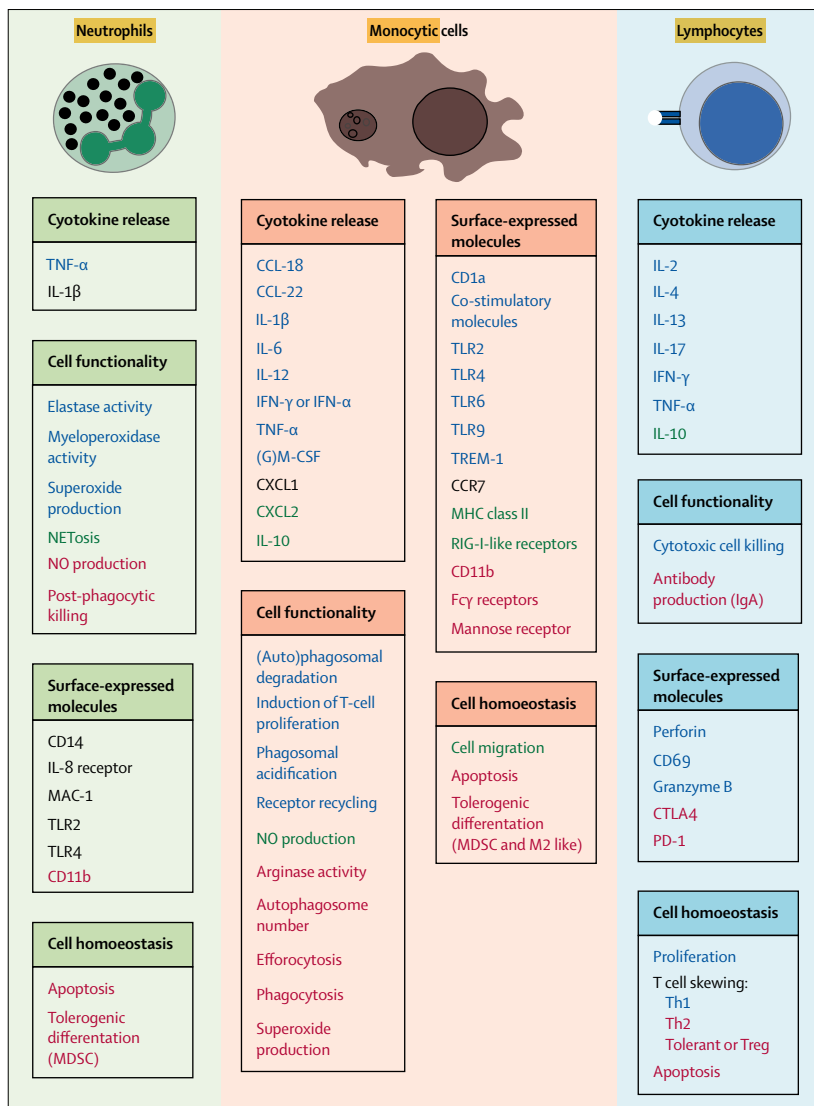 Neutrophils
Cyotokine release
TNF-α
IL-1β
Cell functionality
Elastase activity
Myeloperoxidase
activity
Superoxide
production
NETosis
NO production
Post-phagocytic
killing
Surface-expressed
molecules
CD14
IL-8 receptor
MAC-1
TLR2
TLR4
CD11b
Cell homoeostasis
Apoptosis
Tolerogenic
differentation
(MDSC)
Monocytic cells
Cyotokine release
CCL-18
CCL-22
IL-1β
IL-6
IL-12
IFN-γ or IFN-α
TNF-α
(G)M-CSF
CXCL1
CXCL2
IL-10
Cell functionality
(Auto)phagosomal
degradation
Induction of T-cell
proliferation
Phagosomal
acidification
Receptor recycling
NO production
Arginase activity
Autophagosome
number
Efforocytosis
Phagocytosis
Superoxide
production
Surface-expressed
molecules
CD1a
Co-stimulatory
molecules
TLR2
TLR4
TLR6
TLR9
TREM-1
CCR7
MHC class II
RIG-I-like receptors
CD11b
Fcγ receptors
Mannose receptor
Cell homoeostasis
Cell migration
Apoptosis
Tolerogenic
differentation
(MDSC and M2 like)
Lymphocytes
Cyotokine release
IL-2
IL-4
IL-13
IL-17
IFN-γ
TNF-α
IL-10
Cell functionality
Cytotoxic cell killing
Antibody
production (IgA)
Surface-expressed
molecules
Perforin
CD69
Granzyme B
CTLA4
PD-1
Cell homoeostasis
Proliferation
T cell skewing:
Th1
Th2
Tolerant or Treg
Apoptosis